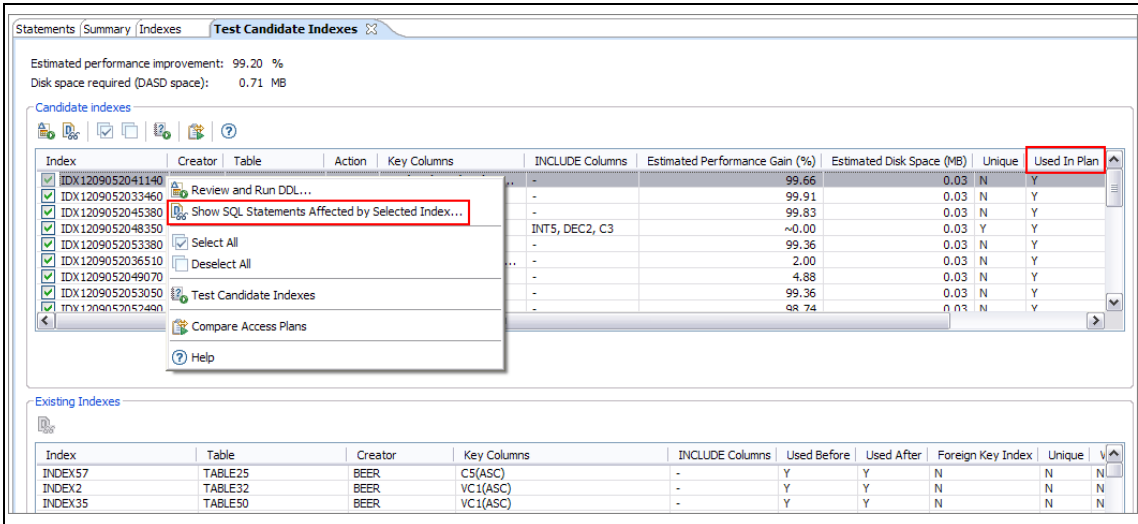 Statements Summary Indexes Test Candidate Indexes
Estimated performance improvement: 99.20 %
Disk space required (DASD space): 0.71 MB
Candidate indexes
Index Creator Table Action Key Columns INCLUDE Columns Estimated Performance Gain (%) Estimated Disk Space (MB) Unique Used In Plan
IDX1209052041140 .. - 99.66 0.03 N Y
IDX1209052033460 - 99.91 0.03 N Y
IDX1209052045380 - 99.83 0.03 N Y
IDX1209052048350 INT5, DEC2, C3 ~0.00 0.03 Y Y
IDX1209052053380 - 99.36 0.03 N Y
IDX1209052036510 ... - 2.00 0.03 N Y
IDX1209052049070 - 4.88 0.03 N Y
IDX1209052053050 - 99.36 0.03 N Y
IDX1209052052490 - 98.74 0.03 N Y
Review and Run DDL...
Show SQL Statements Affected by Selected Index...
Select All
Deselect All
Test Candidate Indexes
Compare Access Plans
Help
Existing Indexes
Index Table Creator Key Columns INCLUDE Columns Used Before Used After Foreign Key Index Unique V
INDEX57 TABLE25 BEER C5(ASC) - Y Y N N N
INDEX2 TABLE32 BEER VC1(ASC) - Y Y N N N
INDEX35 TABLE50 BEER VC1(ASC) - Y Y N N N